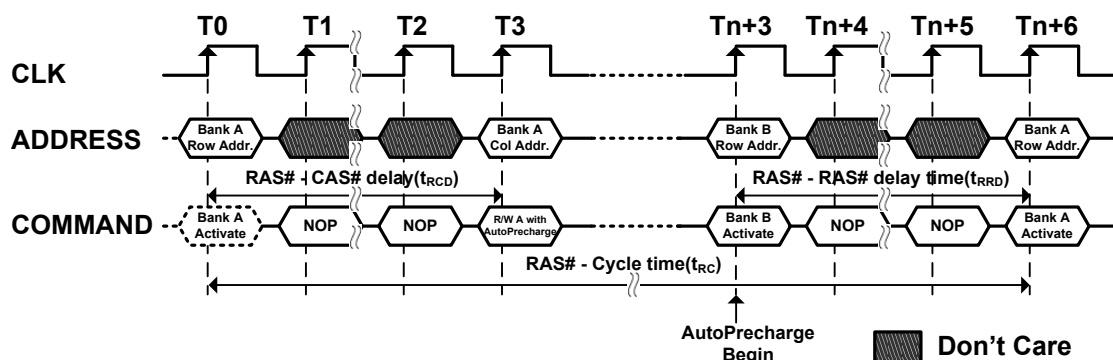 T0 T1 T2 T3 Tn+3 Tn+4 Tn+5 Tn+6
CLK
ADDRESS
Bank A
Row Addr.
Bank A
Col Addr.
Bank B
Row Addr.
Bank A
Row Addr.
RAS# - CAS# delay(tRCD)
RAS# - RAS# delay time(tRRD)
COMMAND
Bank A
Activate
NOP
NOP
R/W A with
AutoPrecharge
Bank B
Activate
NOP
NOP
Bank A
Activate
RAS# - Cycle time(tRC)
AutoPrecharge
Begin
Don't Care